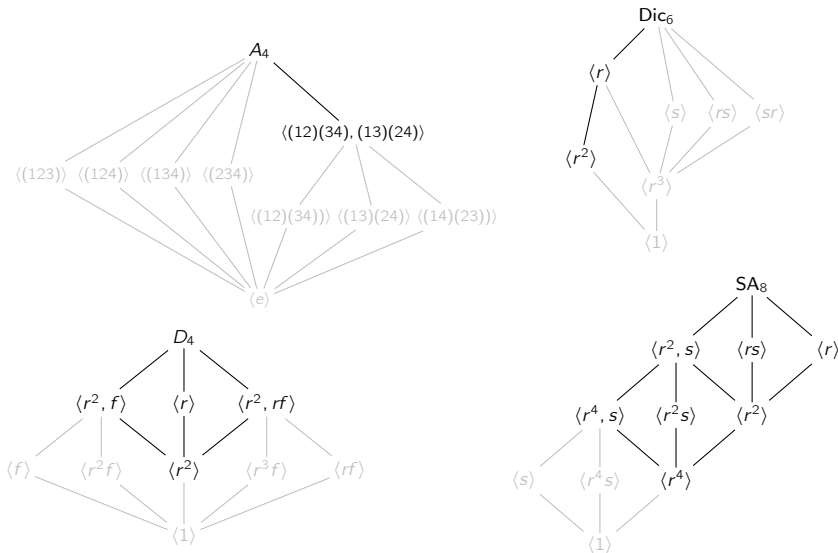 A₄
⟨(12)(34), (13)(24)⟩
⟨(123)⟩ ⟨(124)⟩ ⟨(134)⟩ ⟨(234)⟩
⟨(12)(34))⟩ ⟨(13)(24)⟩ ⟨(14)(23))⟩
⟨e⟩
Dic₆
⟨r⟩
⟨s⟩ ⟨rs⟩ ⟨sr⟩
⟨r²⟩
⟨r³⟩
⟨1⟩
D₄
⟨r², f⟩ ⟨r⟩ ⟨r², rf⟩
⟨f⟩ ⟨r²f⟩ ⟨r²⟩ ⟨r³f⟩ ⟨rf⟩
⟨1⟩
SA₈
⟨r², s⟩ ⟨rs⟩ ⟨r⟩
⟨r⁴, s⟩ ⟨r²s⟩ ⟨r²⟩
⟨s⟩ ⟨r⁴s⟩ ⟨r⁴⟩
⟨1⟩